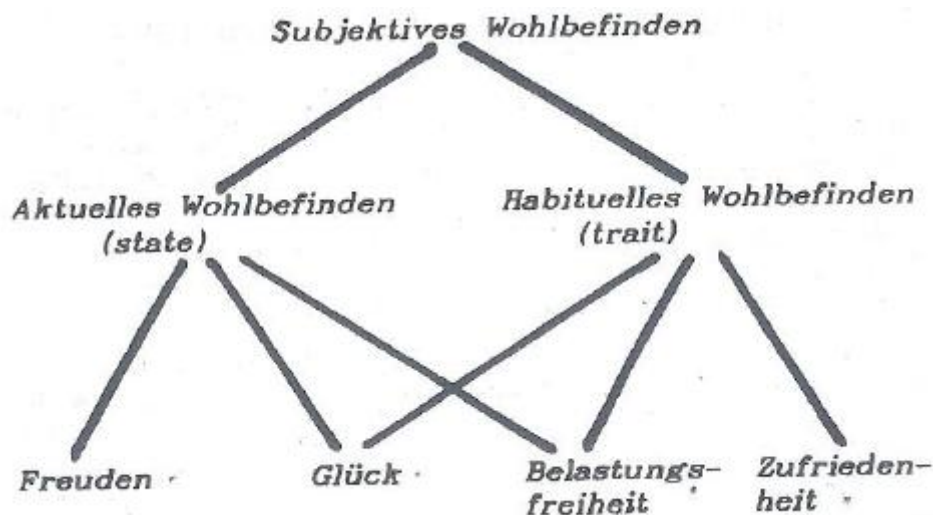 Subjektives Wohlbefinden
Aktuelles Wohlbefinden
(state)
Habituelles Wohlbefinden
(trait)
Freuden
Glück
Belastungs-
freiheit
Zufrieden-
heit